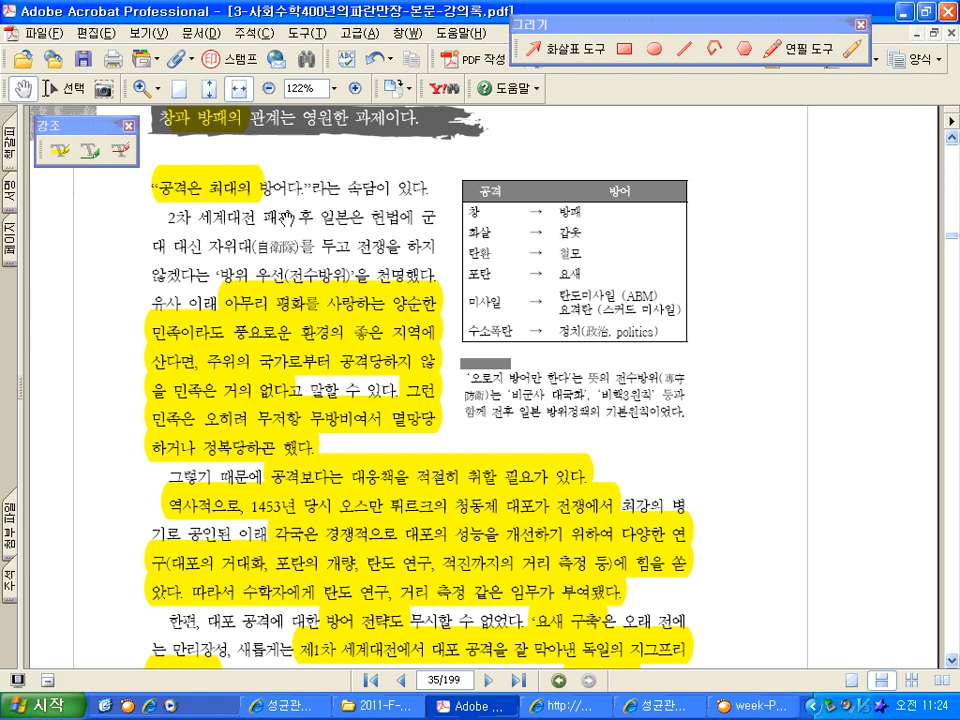 Adobe Acrobat Professional - [3-사회수학400년의파란만장-본문-강의록.pdf]
그리기
파일(F) 편집(E) 보기(V) 문서(D) 주석(C) 도구(T) 고급(A) 창(W) 도움말(H)
화살표 도구 연필 도구
스탬프 PDF 작성 양식
선택 122% Y! 도움말
강조
책갈피
서명
페이지
첨부 파일
주석
창과 방패의 관계는 영원한 과제이다.
“공격은 최대의 방어다.”라는 속담이 있다.
2차 세계대전 패 후 일본은 헌법에 군
대 대신 자위대(自衛隊)를 두고 전쟁을 하지
않겠다는 ‘방위 우선(전수방위)’을 천명했다.
유사 이래 아무리 평화를 사랑하는 양순한
민족이라도 풍요로운 환경의 좋은 지역에
산다면, 주위의 국가로부터 공격당하지 않
을 민족은 거의 없다고 말할 수 있다. 그런
민족은 오히려 무저항 무방비여서 멸망당
하거나 정복당하곤 했다.
공격 방어
창 → 방패
화살 → 갑옷
탄환 → 철모
포탄 → 요새
미사일 → 탄도미사일 (ABM)
요격탄 (스커드 미사일)
수소폭탄 → 정치(政治, politics)
‘오로지 방어만 한다’는 뜻의 전수방위(專守
防衛)는 ‘비군사 대국화’, ‘비핵3원칙’ 등과
함께 전후 일본 방위정책의 기본원칙이었다.
그렇기 때문에 공격보다는 대응책을 적절히 취할 필요가 있다.
역사적으로, 1453년 당시 오스만 튀르크의 청동제 대포가 전쟁에서 최강의 병
기로 공인된 이래 각국은 경쟁적으로 대포의 성능을 개선하기 위하여 다양한 연
구(대포의 거대화, 포탄의 개량, 탄도 연구, 적진까지의 거리 측정 등)에 힘을 쏟
았다. 따라서 수학자에게 탄도 연구, 거리 측정 같은 임무가 부여됐다.
한편, 대포 공격에 대한 방어 전략도 무시할 수 없었다. ‘요새 구축’은 오래 전에
는 만리장성, 새롭게는 제1차 세계대전에서 대포 공격을 잘 막아낸 독일의 지그프리
35/199
시작 성균관... 2011-F-... Adobe ... http://... 성균관... week-P... 오전 11:24